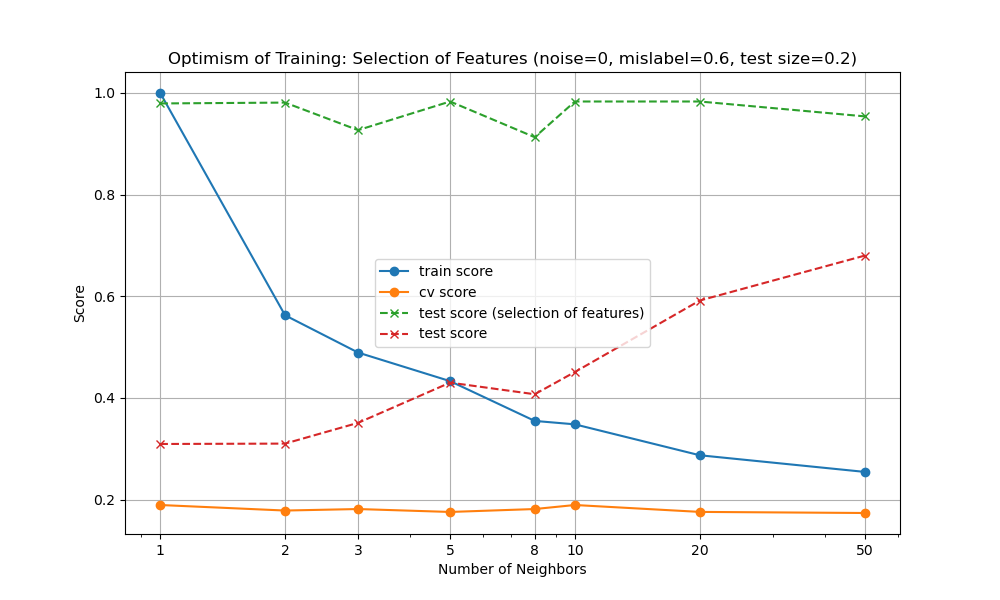 Optimism of Training: Selection of Features (noise=0, mislabel=0.6, test size=0.2)
1.0
0.8
0.6
0.4
0.2
Score
train score
cv score
test score (selection of features)
test score
1 2 3 5 8 10 20 50
Number of Neighbors